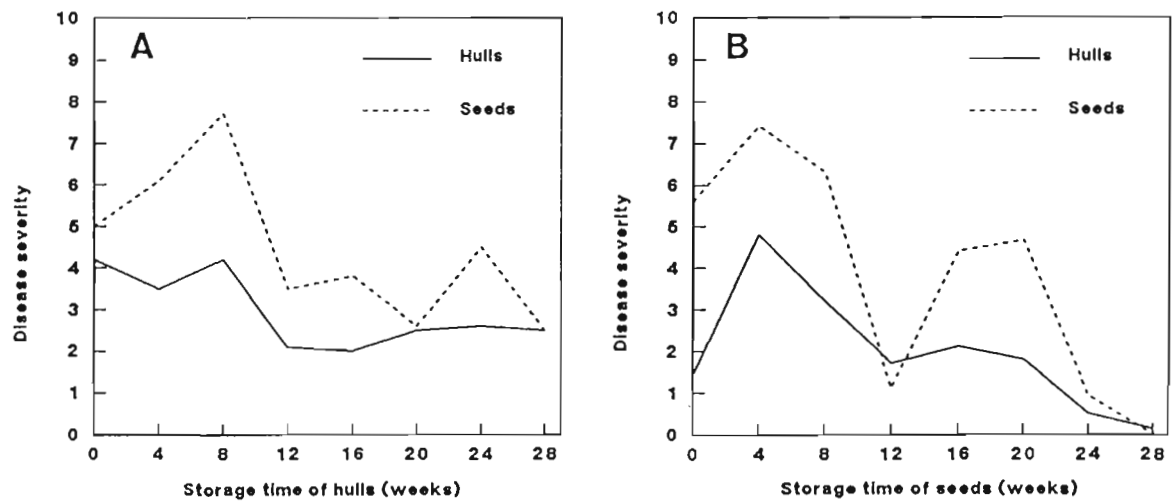 A
Hulls
Seeds
10
9
8
7
6
5
4
3
2
1
0
Disease severity
0 4 8 12 16 20 24 28
Storage time of hulls (weeks)
B
Hulls
Seeds
10
9
8
7
6
5
4
3
2
1
0
Disease severity
0 4 8 12 16 20 24 28
Storage time of seeds (weeks)